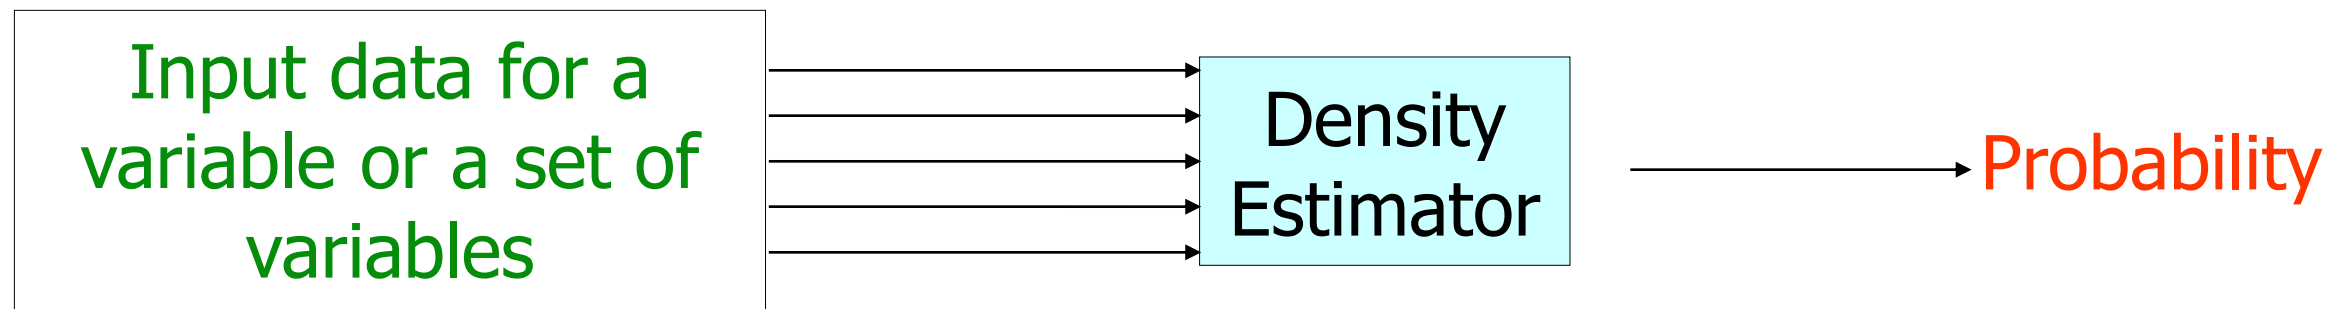 Input data for a
variable or a set of
variables
Density
Estimator
Probability